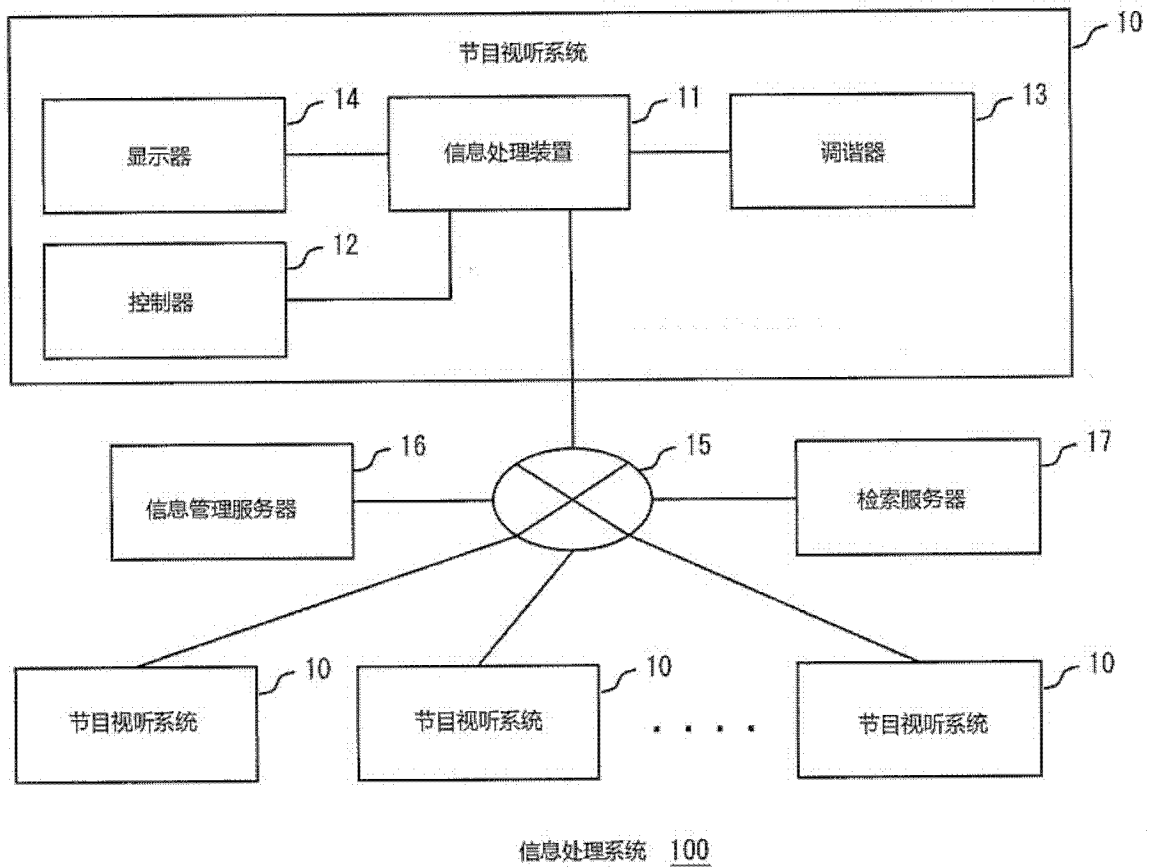 10
节目视听系统
14
11
13
显示器
信息处理装置
调谐器
12
控制器
16
15
17
信息管理服务器
检索服务器
10
10
10
节目视听系统
节目视听系统
. . . .
节目视听系统
信息处理系统 100